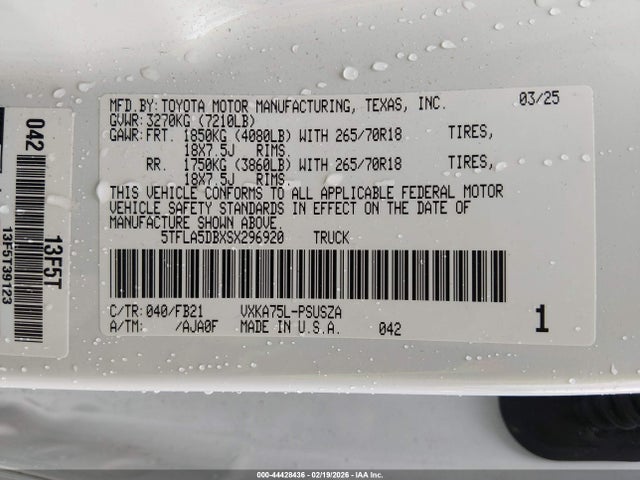 MFD.BY:TOYOTA MOTOR MANUFACTURING, TEXAS, INC. 03/25
GVWR:3270KG (7210LB)
GAWR:FRT. 1850KG (4080LB) WITH 265/70R18 TIRES,
18X7.5J RIMS
RR. 1750KG (3860LB) WITH 265/70R18 TIRES,
18X7.5J RIMS
THIS VEHICLE CONFORMS TO ALL APPLICABLE FEDERAL MOTOR
VEHICLE SAFETY STANDARDS IN EFFECT ON THE DATE OF
MANUFACTURE SHOWN ABOVE.
5TFLA5DBXSX296920 TRUCK
C/TR:040/FB21 VXKA75L-PSUSZA
A/TM: /AJA0F MADE IN U.S.A. 042 1
042
13F5T
13F5T39123
000-44428436 - 02/19/2026 - IAA Inc.